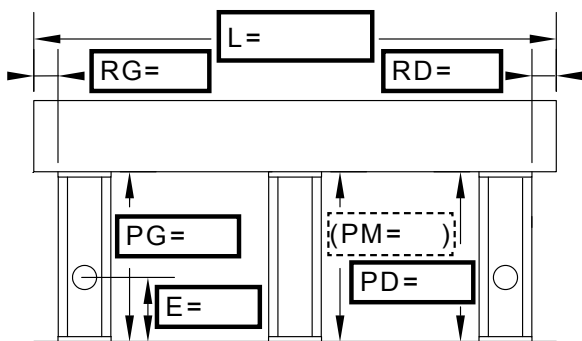 L=
RG= RD=
PG= (PM= )
PD=
E=